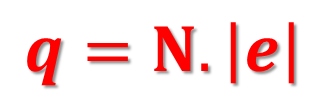 q = N. |e|